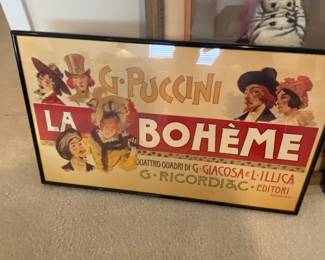 G·PUCCINI
LA BOHÈME
QUATTRO QUADRI DI G·GIACOSA E L·ILLICA
G·RICORDI & C·EDITORI